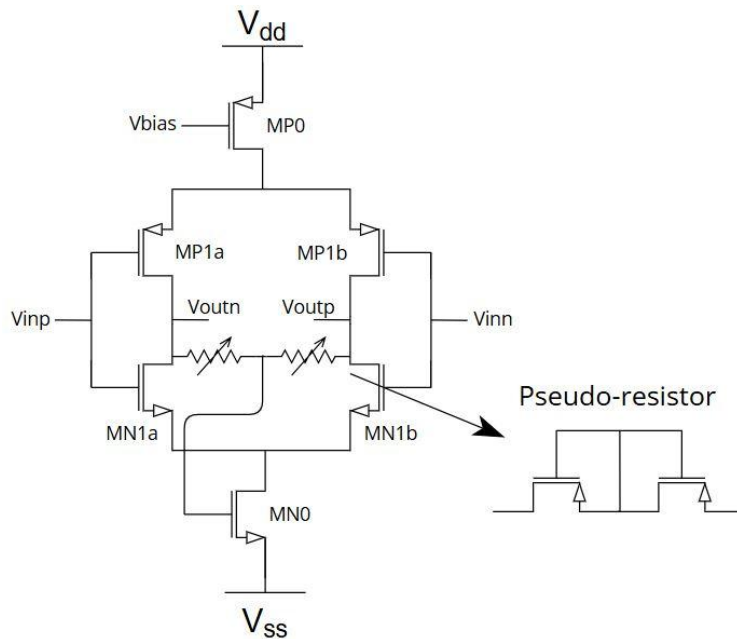 Vdd
Vbias
MP0
MP1a
MP1b
Voutn
Voutp
Vinp
Vinn
MN1a
MN1b
Pseudo-resistor
MN0
Vss